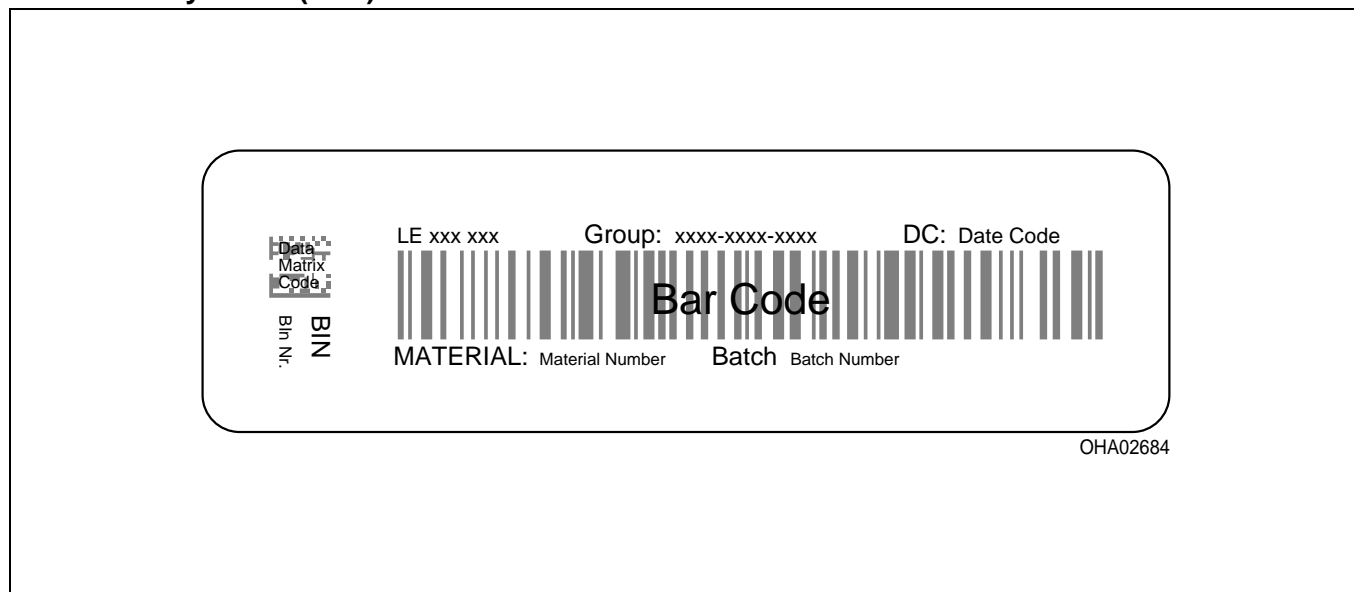 LE xxx xxx Group: xxxx-xxxx-xxxx DC: Date Code
Data
Matrix
Code
Bar Code
BIN
Bin Nr.
MATERIAL: Material Number Batch Batch Number
OHA02684